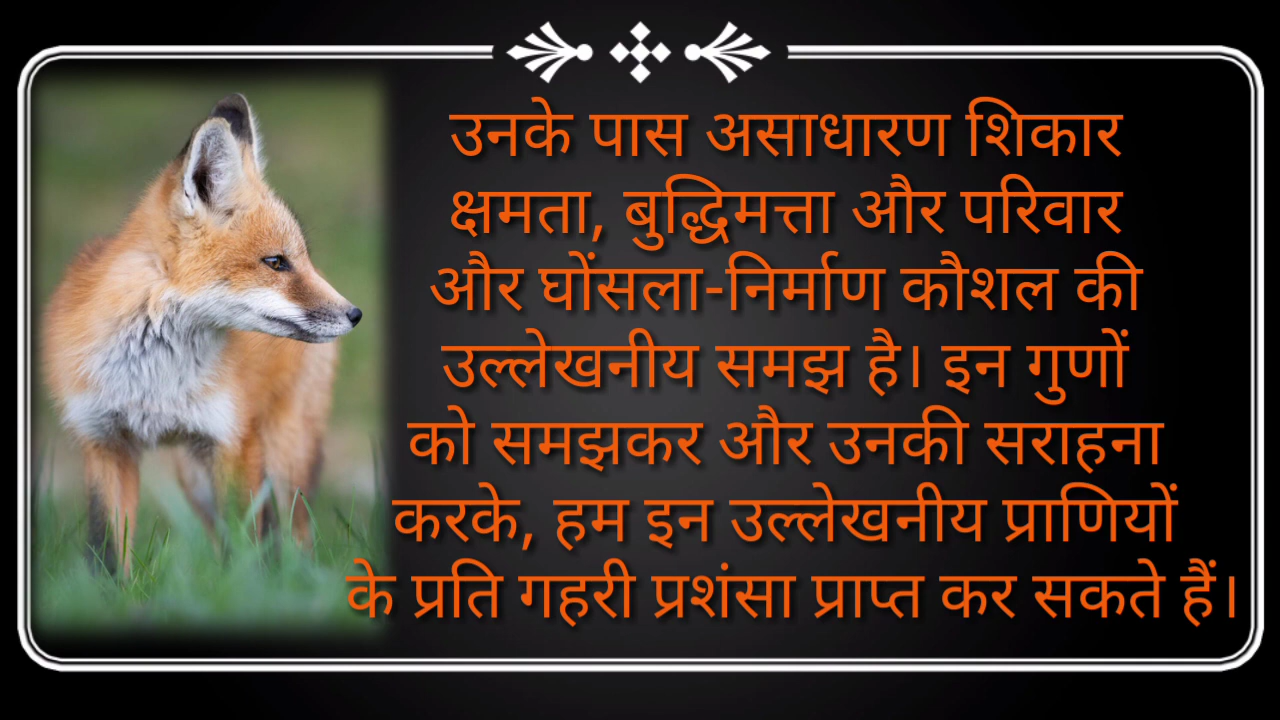 उनके पास असाधारण शिकार
क्षमता, बुद्धिमत्ता और परिवार
और घोंसला-निर्माण कौशल की
उल्लेखनीय समझ है। इन गुणों
को समझकर और उनकी सराहना
करके, हम इन उल्लेखनीय प्राणियों
के प्रति गहरी प्रशंसा प्राप्त कर सकते हैं।